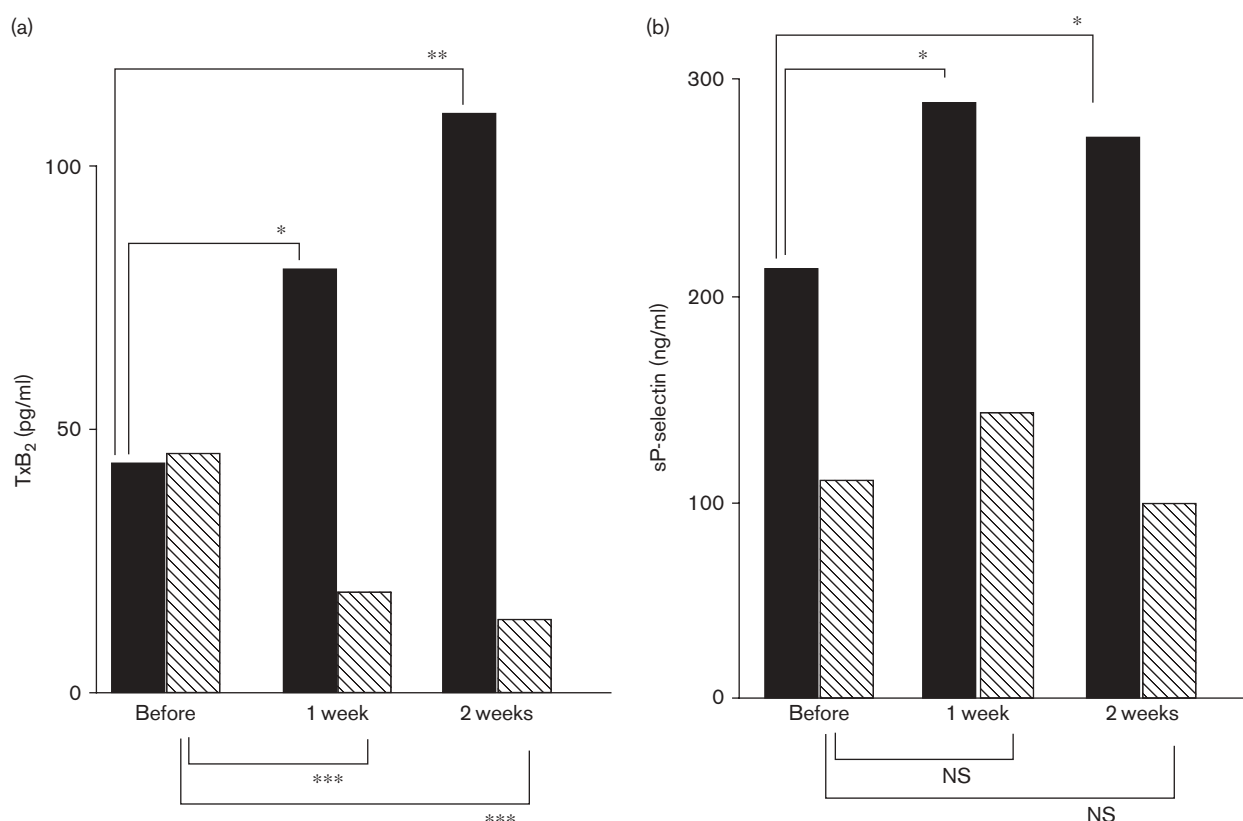 (a)
**
100
*
TxB₂ (pg/ml)
50
0
Before 1 week 2 weeks
***
***
(b)
*
*
300
200
sP-selectin (ng/ml)
100
0
Before 1 week 2 weeks
NS
NS